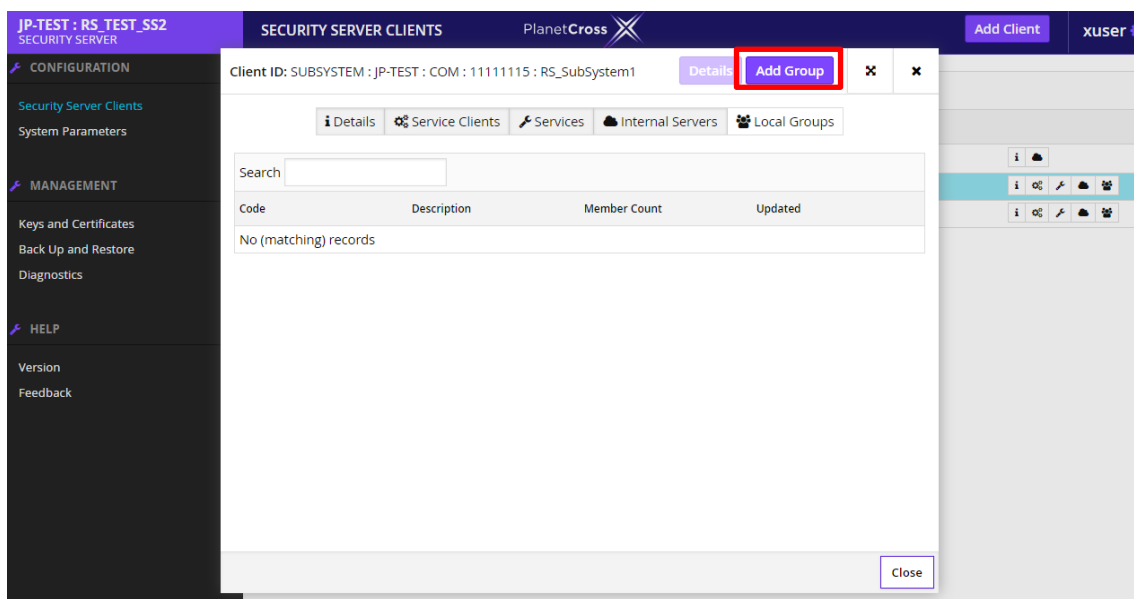 JP-TEST : RS_TEST_SS2
SECURITY SERVER
SECURITY SERVER CLIENTS
PlanetCross
Add Client
xuser
CONFIGURATION
Security Server Clients
System Parameters
MANAGEMENT
Keys and Certificates
Back Up and Restore
Diagnostics
HELP
Version
Feedback
Client ID: SUBSYSTEM : JP-TEST : COM : 11111115 : RS_SubSystem1
Details
Add Group
Details
Service Clients
Services
Internal Servers
Local Groups
Search
Code Description Member Count Updated
No (matching) records
Close